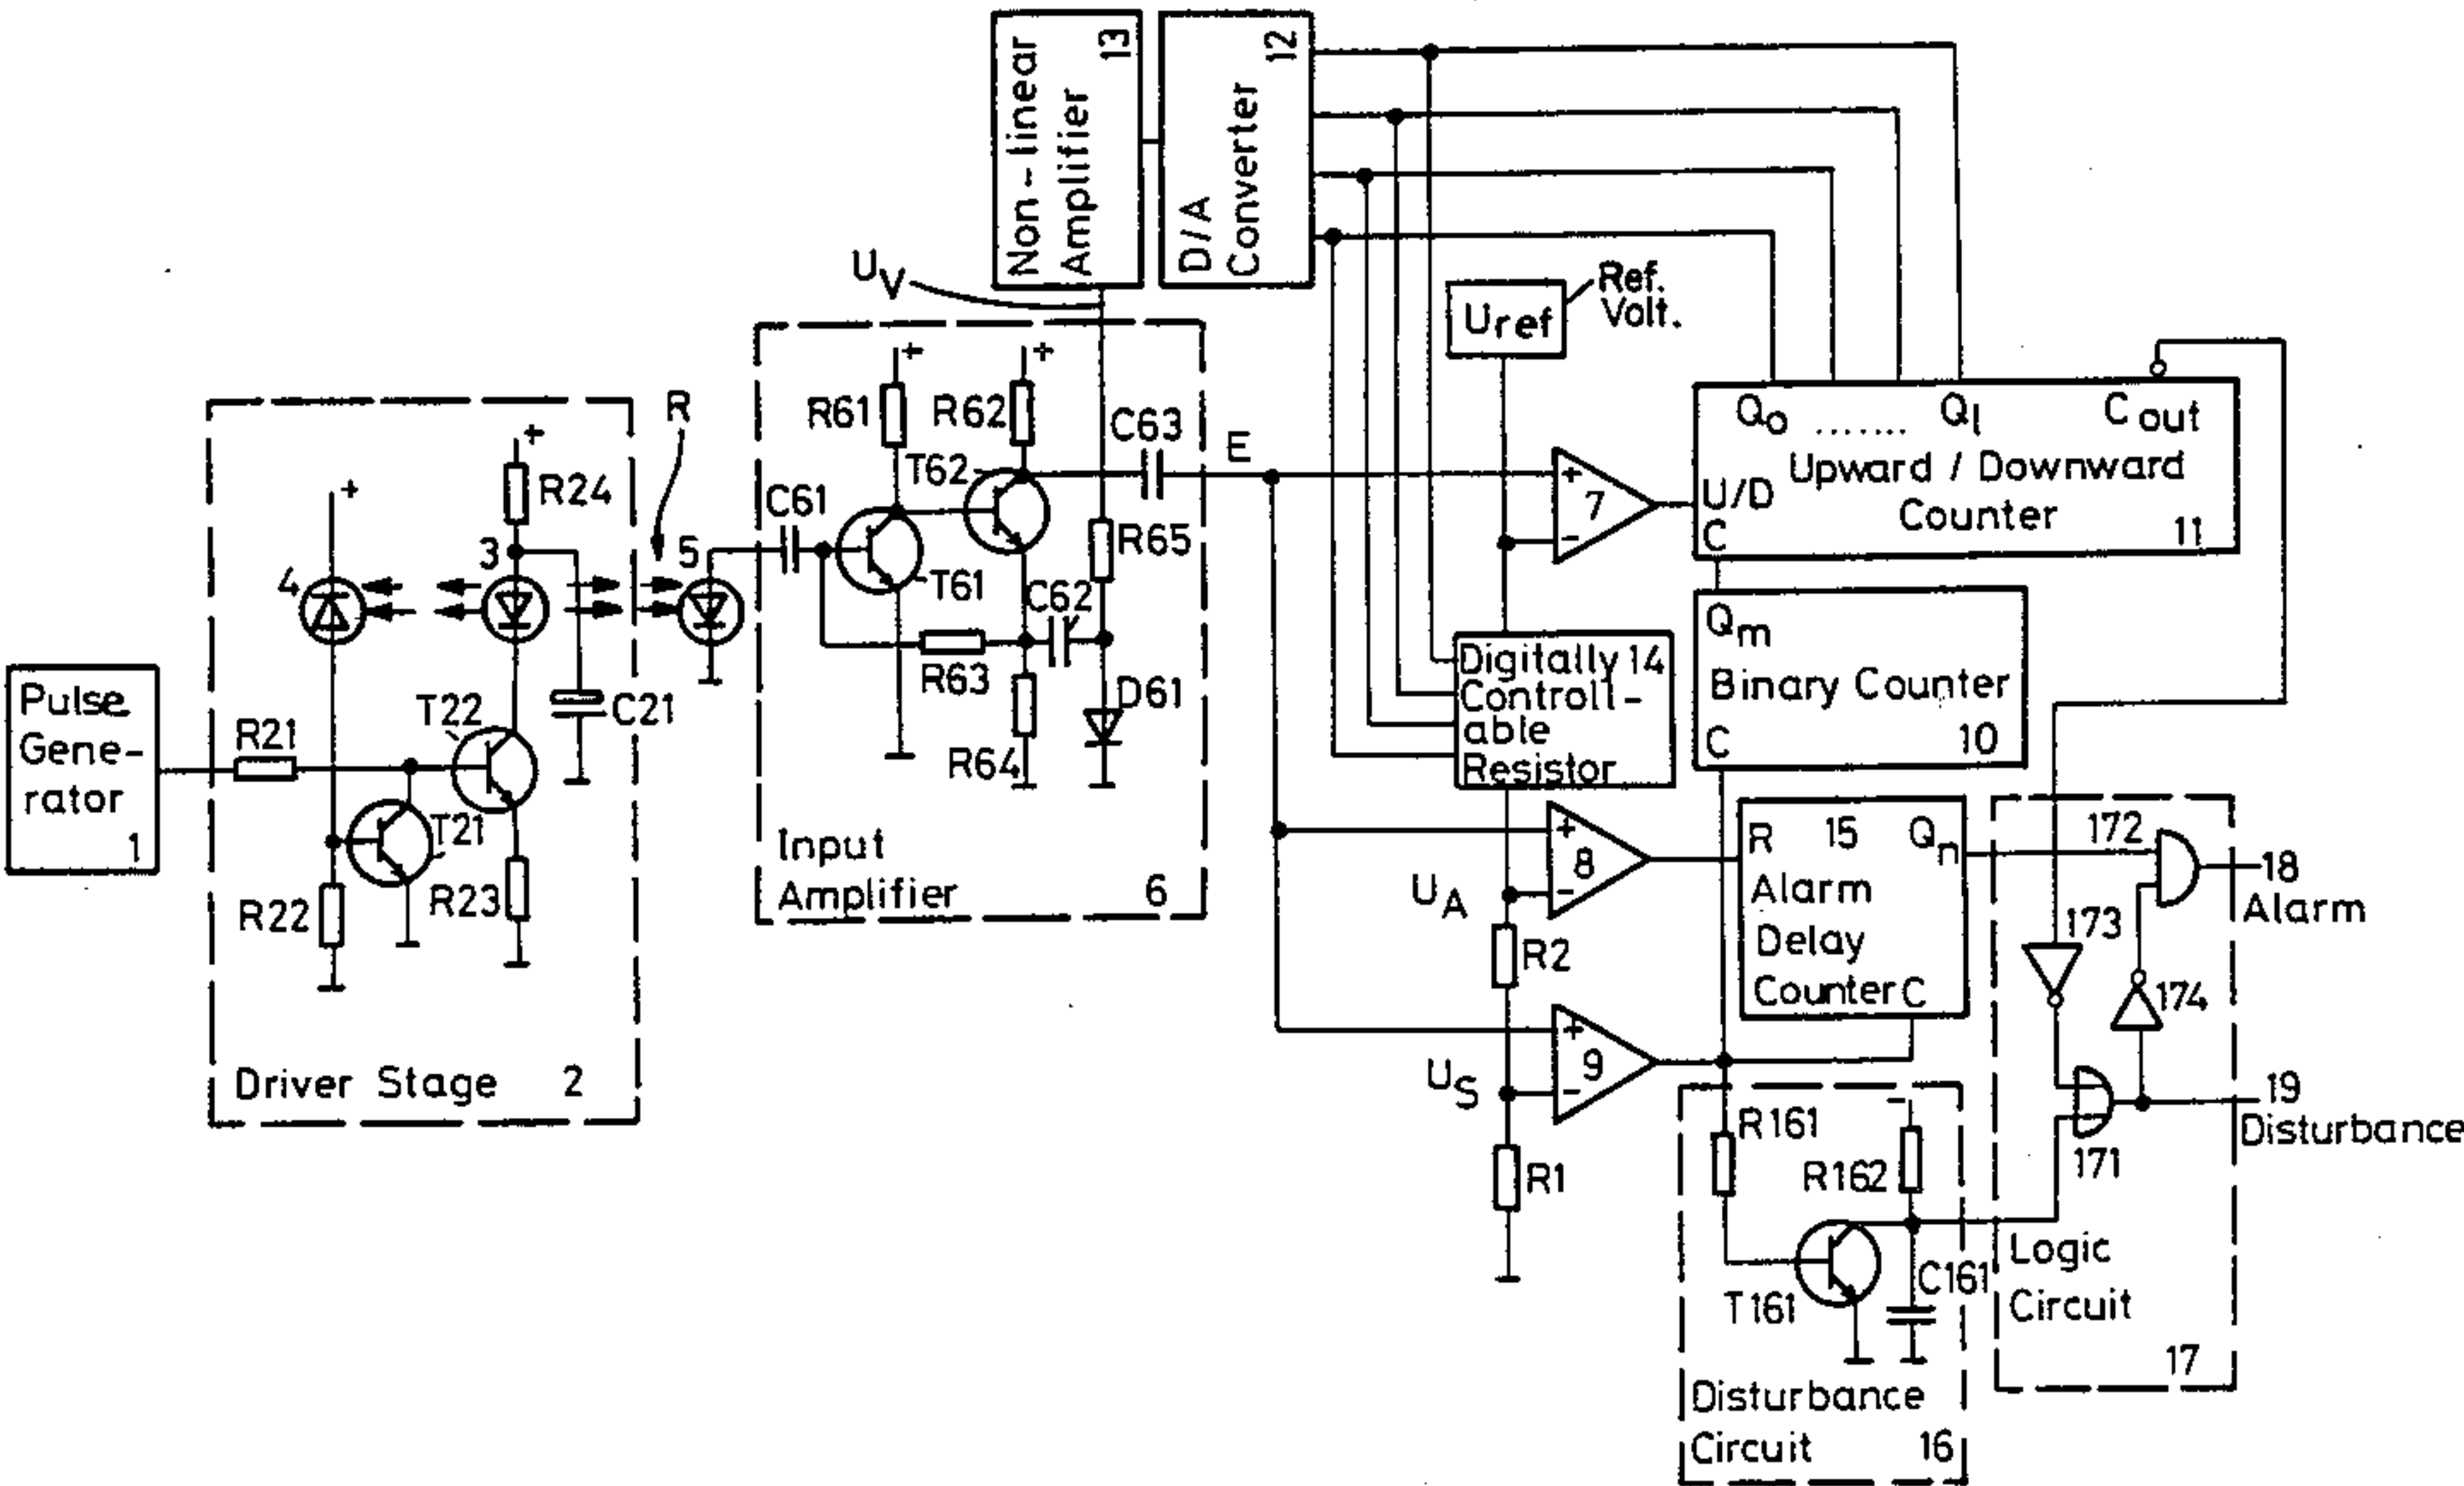 Non-linear
Amplifier
13
D/A
Converter
12
U_V
Ref.
Volt.
Uref
R
+
+
+
+
R61
R62
C63
E
T62
C61
T61
C62
R65
R63
R64
D61
Input
Amplifier
6
5
3
4
R24
C21
T22
R21
T21
R22
R23
Driver Stage
2
Pulse
Gene-
rator
1
+
-
7
Q0 ....... Ql
Cout
Upward / Downward
Counter
U/D
C
11
Qm
Binary Counter
C
10
Digitally 14
Controll-
able
Resistor
+
-
8
U_A
R2
+
-
9
U_S
R1
R
15
Qn
Alarm
Delay
Counter C
172
18
Alarm
173
174
19
Disturbance
171
Logic
Circuit
17
R161
-
R162
T161
C161
Disturbance
Circuit
16